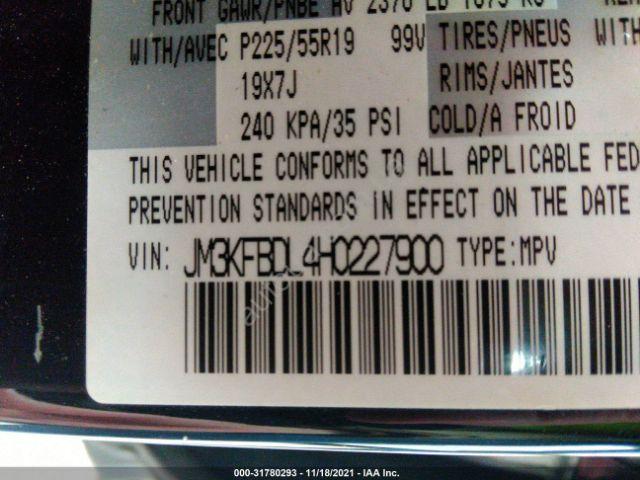 FRONT GAWR/PNBE AV 2370 LB 1075 KG
WITH/AVEC P225/55R19 99V TIRES/PNEUS WITH
19X7J RIMS/JANTES
240 KPA/35 PSI COLD/A FROID
THIS VEHICLE CONFORMS TO ALL APPLICABLE FED
PREVENTION STANDARDS iN EFFECT ON THE DATE
VIN: JM3KFBDL4H0227900 TYPE:MPV
000-31780293 - 11/18/2021 - IAA Inc.